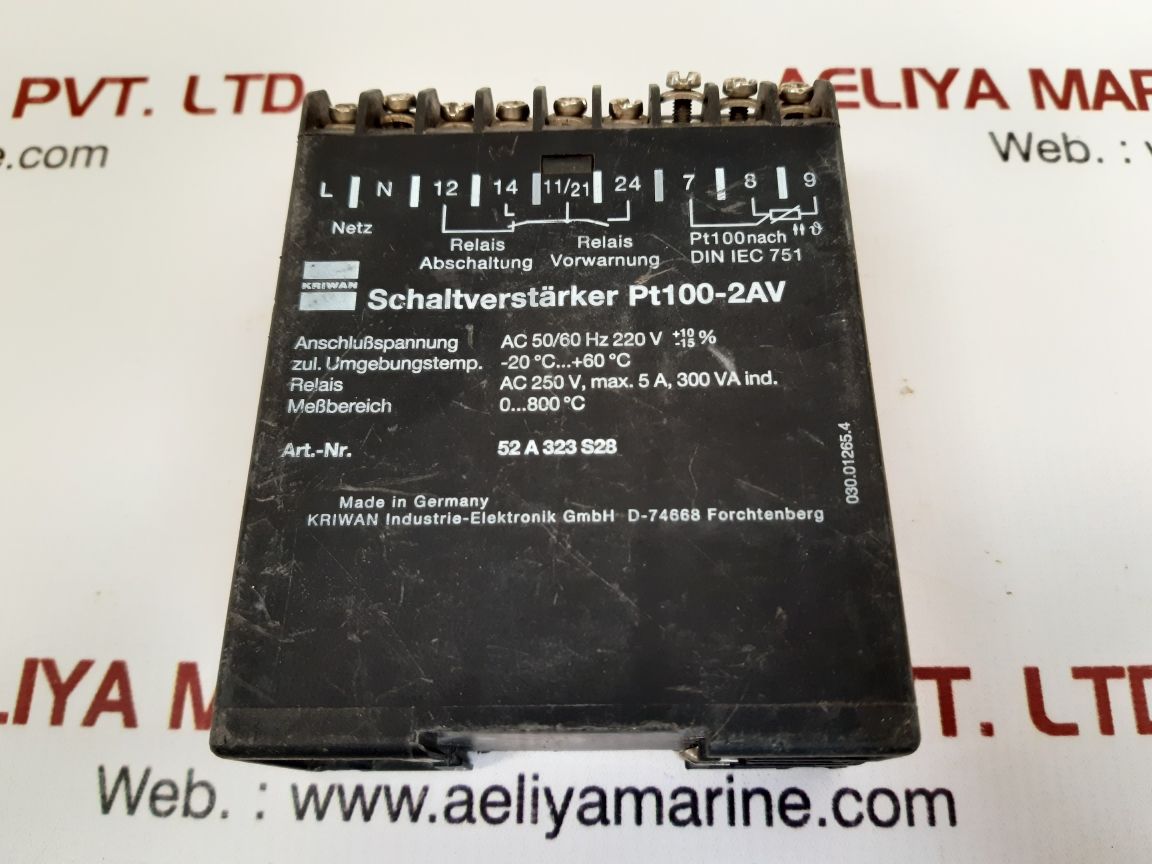 PVT. LTD AELIYA MAR
e.com Web. :
L N 12 14 11/21 24 7 8 9
Netz
Relais Abschaltung
Relais Vorwarnung
Pt100nach DIN IEC 751
ϑ
KRIWAN
Schaltverstärker Pt100-2AV
Anschlußspannung AC 50/60 Hz 220 V +10 -15 %
zul. Umgebungstemp. -20 °C...+60 °C
Relais AC 250 V, max. 5 A, 300 VA ind.
Meßbereich 0...800 °C
Art.-Nr. 52 A 323 S28
030.01265.4
Made in Germany
KRIWAN Industrie-Elektronik GmbH D-74668 Forchtenberg
LIYA M VT. LTD
Web. : www.aeliyamarine.com